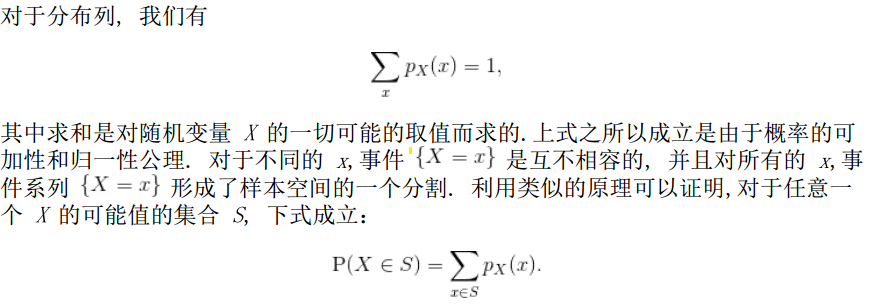 对于分布列, 我们有
∑ₓ p_X(x) = 1,
其中求和是对随机变量 X 的一切可能的取值而求的.上式之所以成立是由于概率的可
加性和归一性公理. 对于不同的 x,事件'{X = x} 是互不相容的, 并且对所有的 x,事
件系列 {X = x} 形成了样本空间的一个分割. 利用类似的原理可以证明,对于任意一
个 X 的可能值的集合 S, 下式成立:
P(X ∈ S) = ∑_{x∈S} p_X(x).